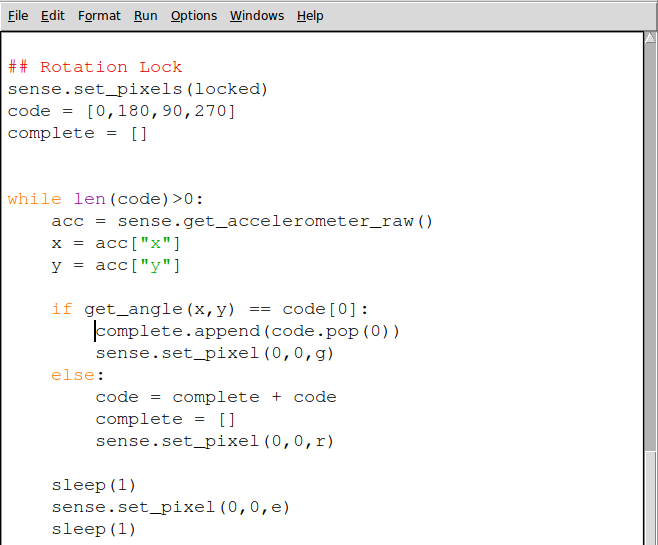 File Edit Format Run Options Windows Help
## Rotation Lock
sense.set_pixels(locked)
code = [0,180,90,270]
complete = []
while len(code)>0:
    acc = sense.get_accelerometer_raw()
    x = acc["x"]
    y = acc["y"]
    if get_angle(x,y) == code[0]:
        complete.append(code.pop(0))
        sense.set_pixel(0,0,g)
    else:
        code = complete + code
        complete = []
        sense.set_pixel(0,0,r)
    sleep(1)
    sense.set_pixel(0,0,e)
    sleep(1)